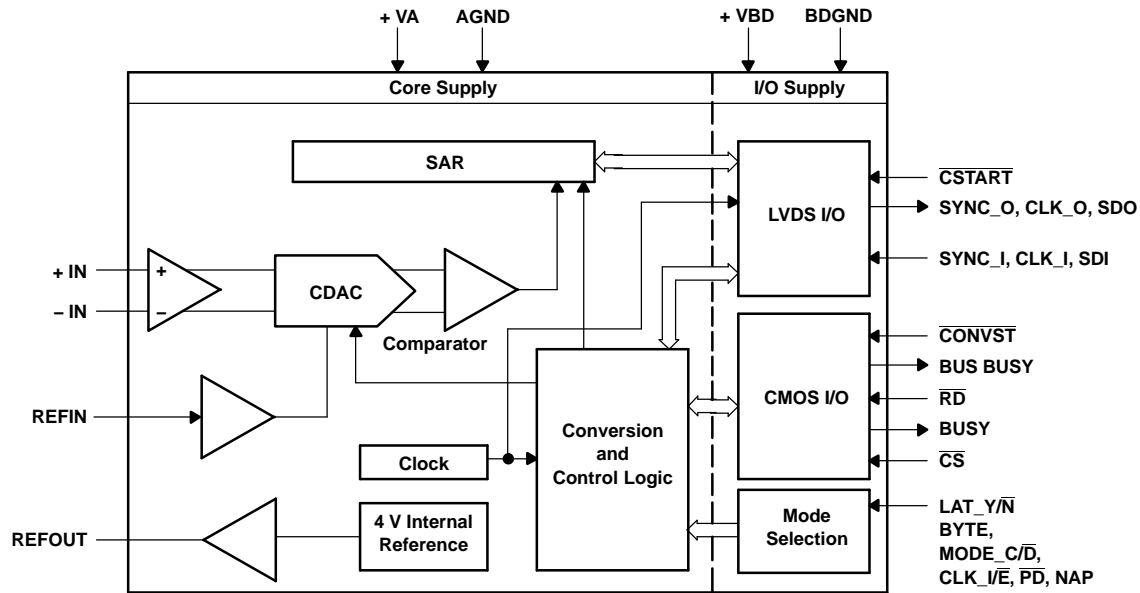 + VA
AGND
+ VBD
BDGND
Core Supply
I/O Supply
SAR
CSTART
LVDS I/O
SYNC_O, CLK_O, SDO
SYNC_I, CLK_I, SDI
+ IN
+
CDAC
− IN
−
Comparator
CONVST
BUS BUSY
CMOS I/O
RD
BUSY
CS
REFIN
Conversion
and
Control Logic
Clock
LAT_Y/N
BYTE,
MODE_C/D,
CLK_I/E, PD, NAP
Mode
Selection
REFOUT
4 V Internal
Reference